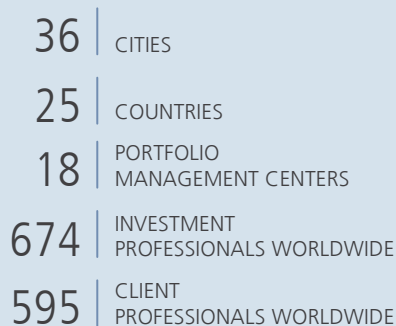 36 CITIES
25 COUNTRIES
18 PORTFOLIO
MANAGEMENT CENTERS
674 INVESTMENT
PROFESSIONALS WORLDWIDE
595 CLIENT
PROFESSIONALS WORLDWIDE